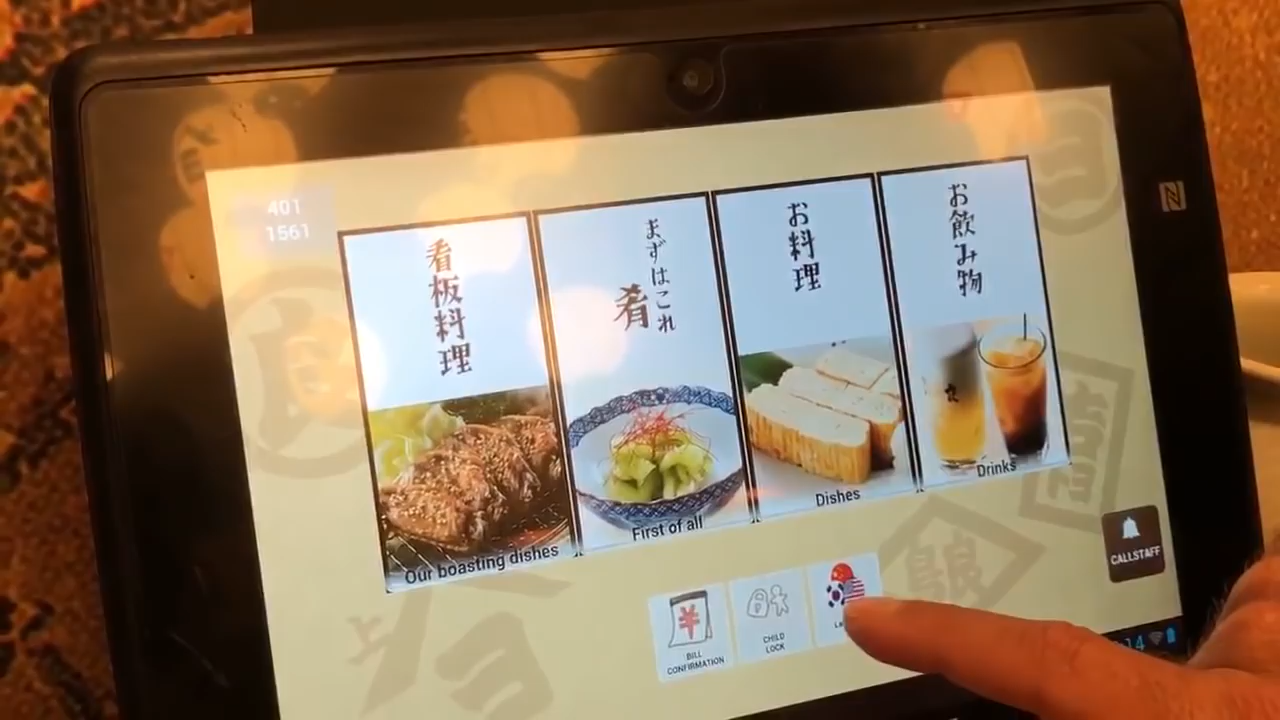 401
1561
看板料理
まずはこれ
肴
お料理
お飲み物
Our boasting dishes
First of all
Dishes
Drinks
BILL
CONFIRMATION
CHILD
LOCK
CALLSTAFF